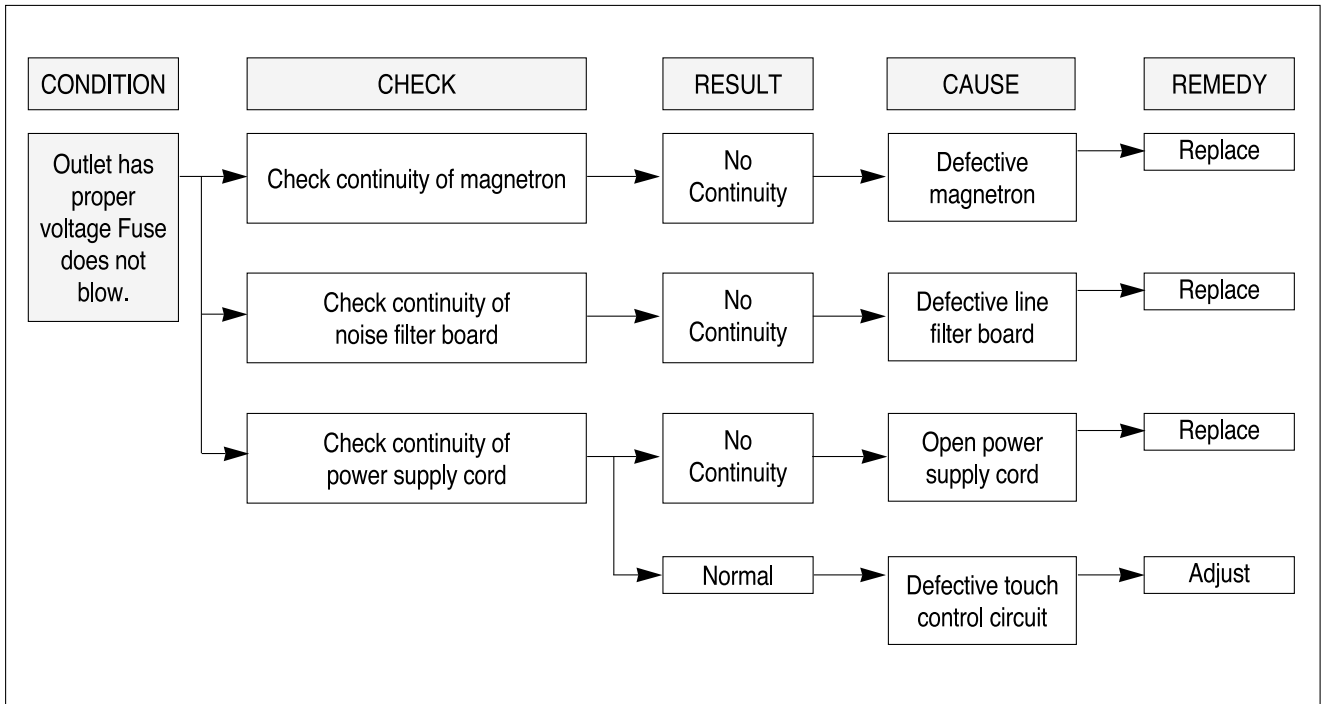 CONDITION
CHECK
RESULT
CAUSE
REMEDY
Outlet has
proper
voltage Fuse
does not
blow.
Check continuity of magnetron
No
Continuity
Defective
magnetron
Replace
Check continuity of
noise filter board
No
Continuity
Defective line
filter board
Replace
Check continuity of
power supply cord
No
Continuity
Open power
supply cord
Replace
Normal
Defective touch
control circuit
Adjust